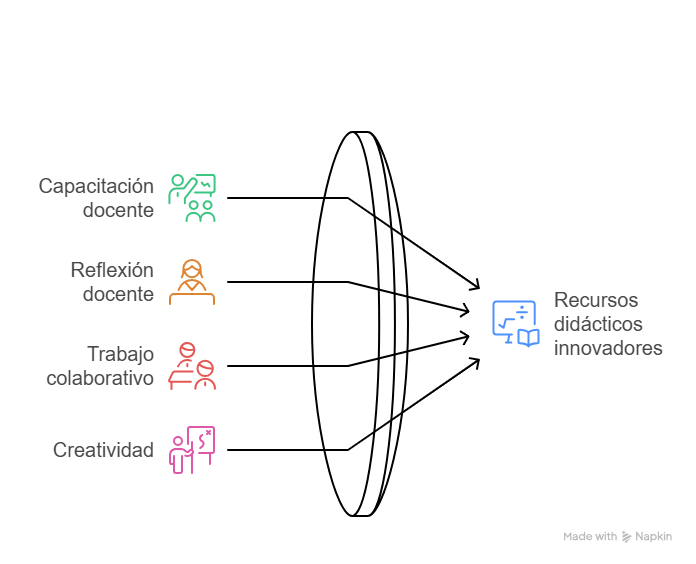 Capacitación
docente
Reflexión
docente
Trabajo
colaborativo
Creatividad
Recursos
didácticos
innovadores
Made with Napkin